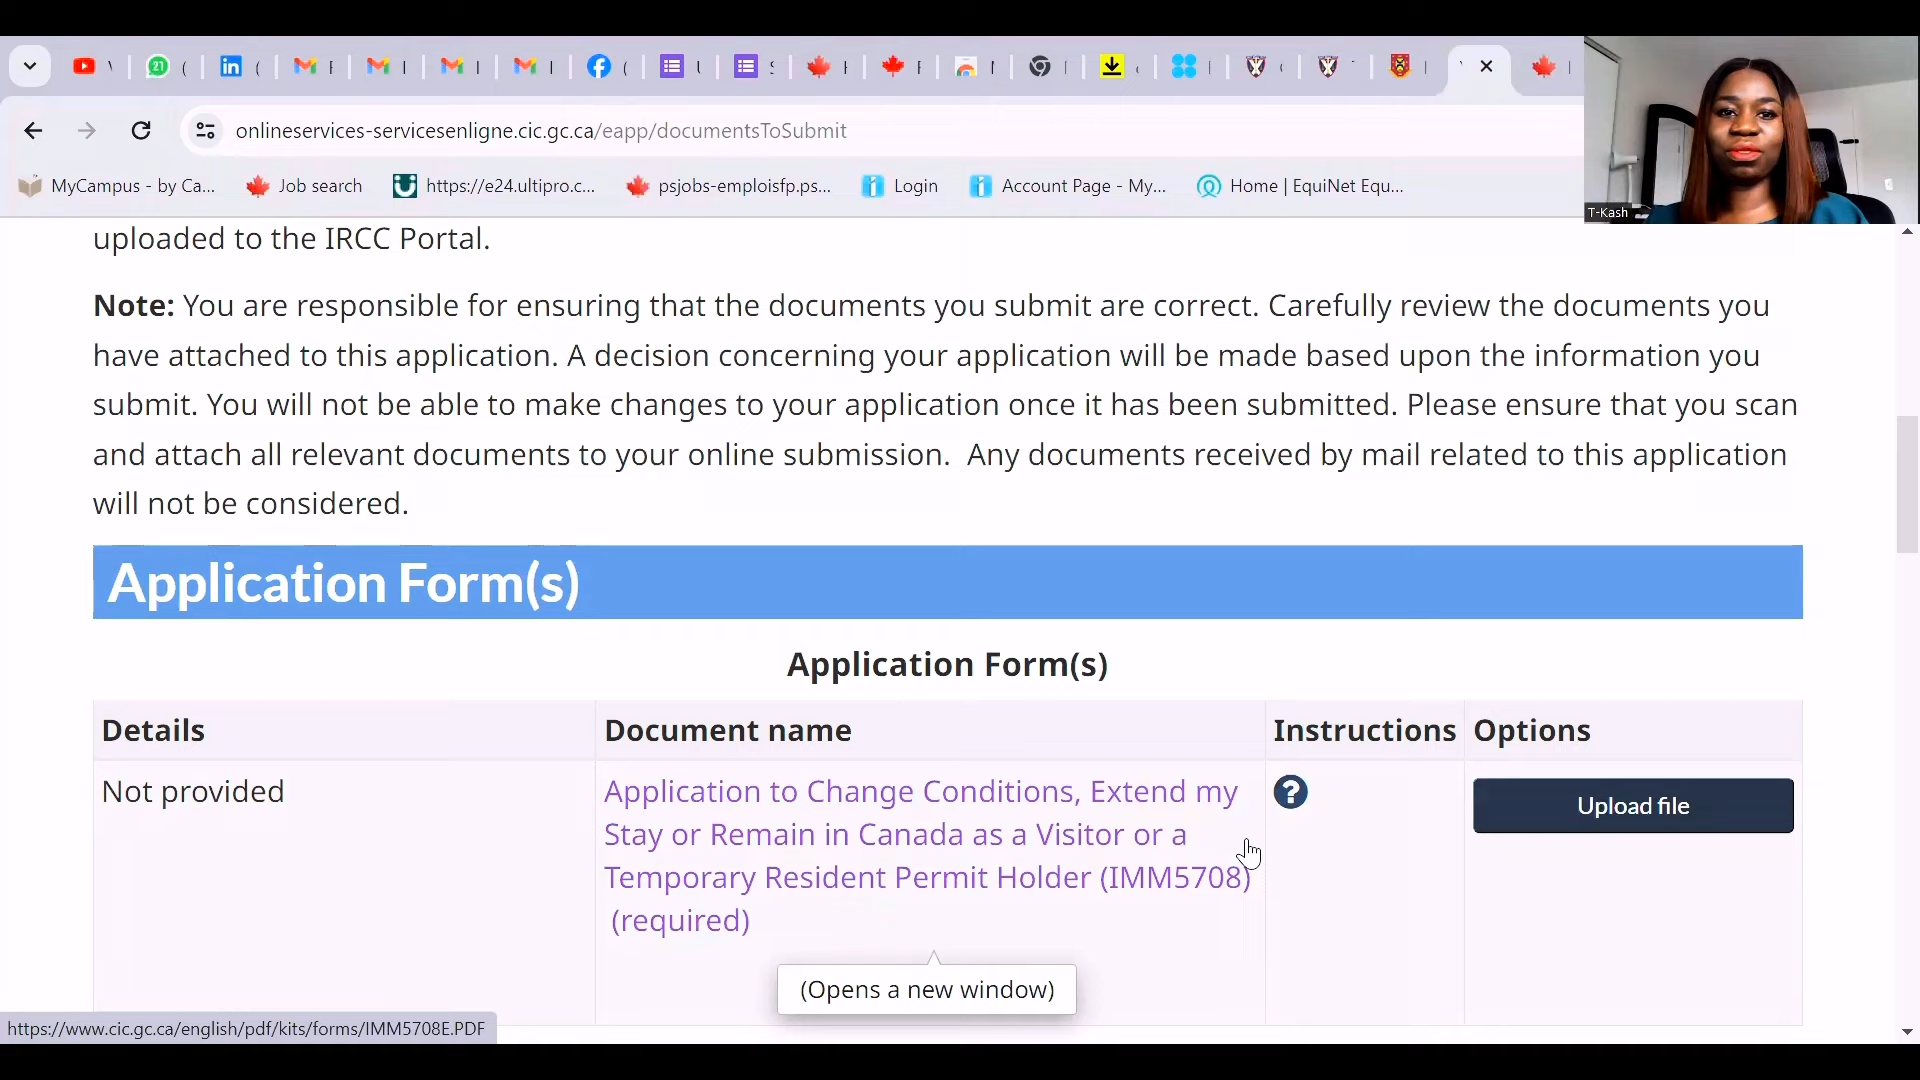 onlineservices-servicesenligne.cic.gc.ca/eapp/documentsToSubmit
MyCampus - by Ca... Job search https://e24.ultipro.c... psjobs-emploisfp.ps... Login Account Page - My... Home | EquiNet Equ...
T-Kash
uploaded to the IRCC Portal.
Note: You are responsible for ensuring that the documents you submit are correct. Carefully review the documents you
have attached to this application. A decision concerning your application will be made based upon the information you
submit. You will not be able to make changes to your application once it has been submitted. Please ensure that you scan
and attach all relevant documents to your online submission.  Any documents received by mail related to this application
will not be considered.
Application Form(s)
Application Form(s)
Details Document name Instructions Options
Not provided Application to Change Conditions, Extend my ? Upload file
Stay or Remain in Canada as a Visitor or a
Temporary Resident Permit Holder (IMM5708)
(required)
(Opens a new window)
https://www.cic.gc.ca/english/pdf/kits/forms/IMM5708E.PDF